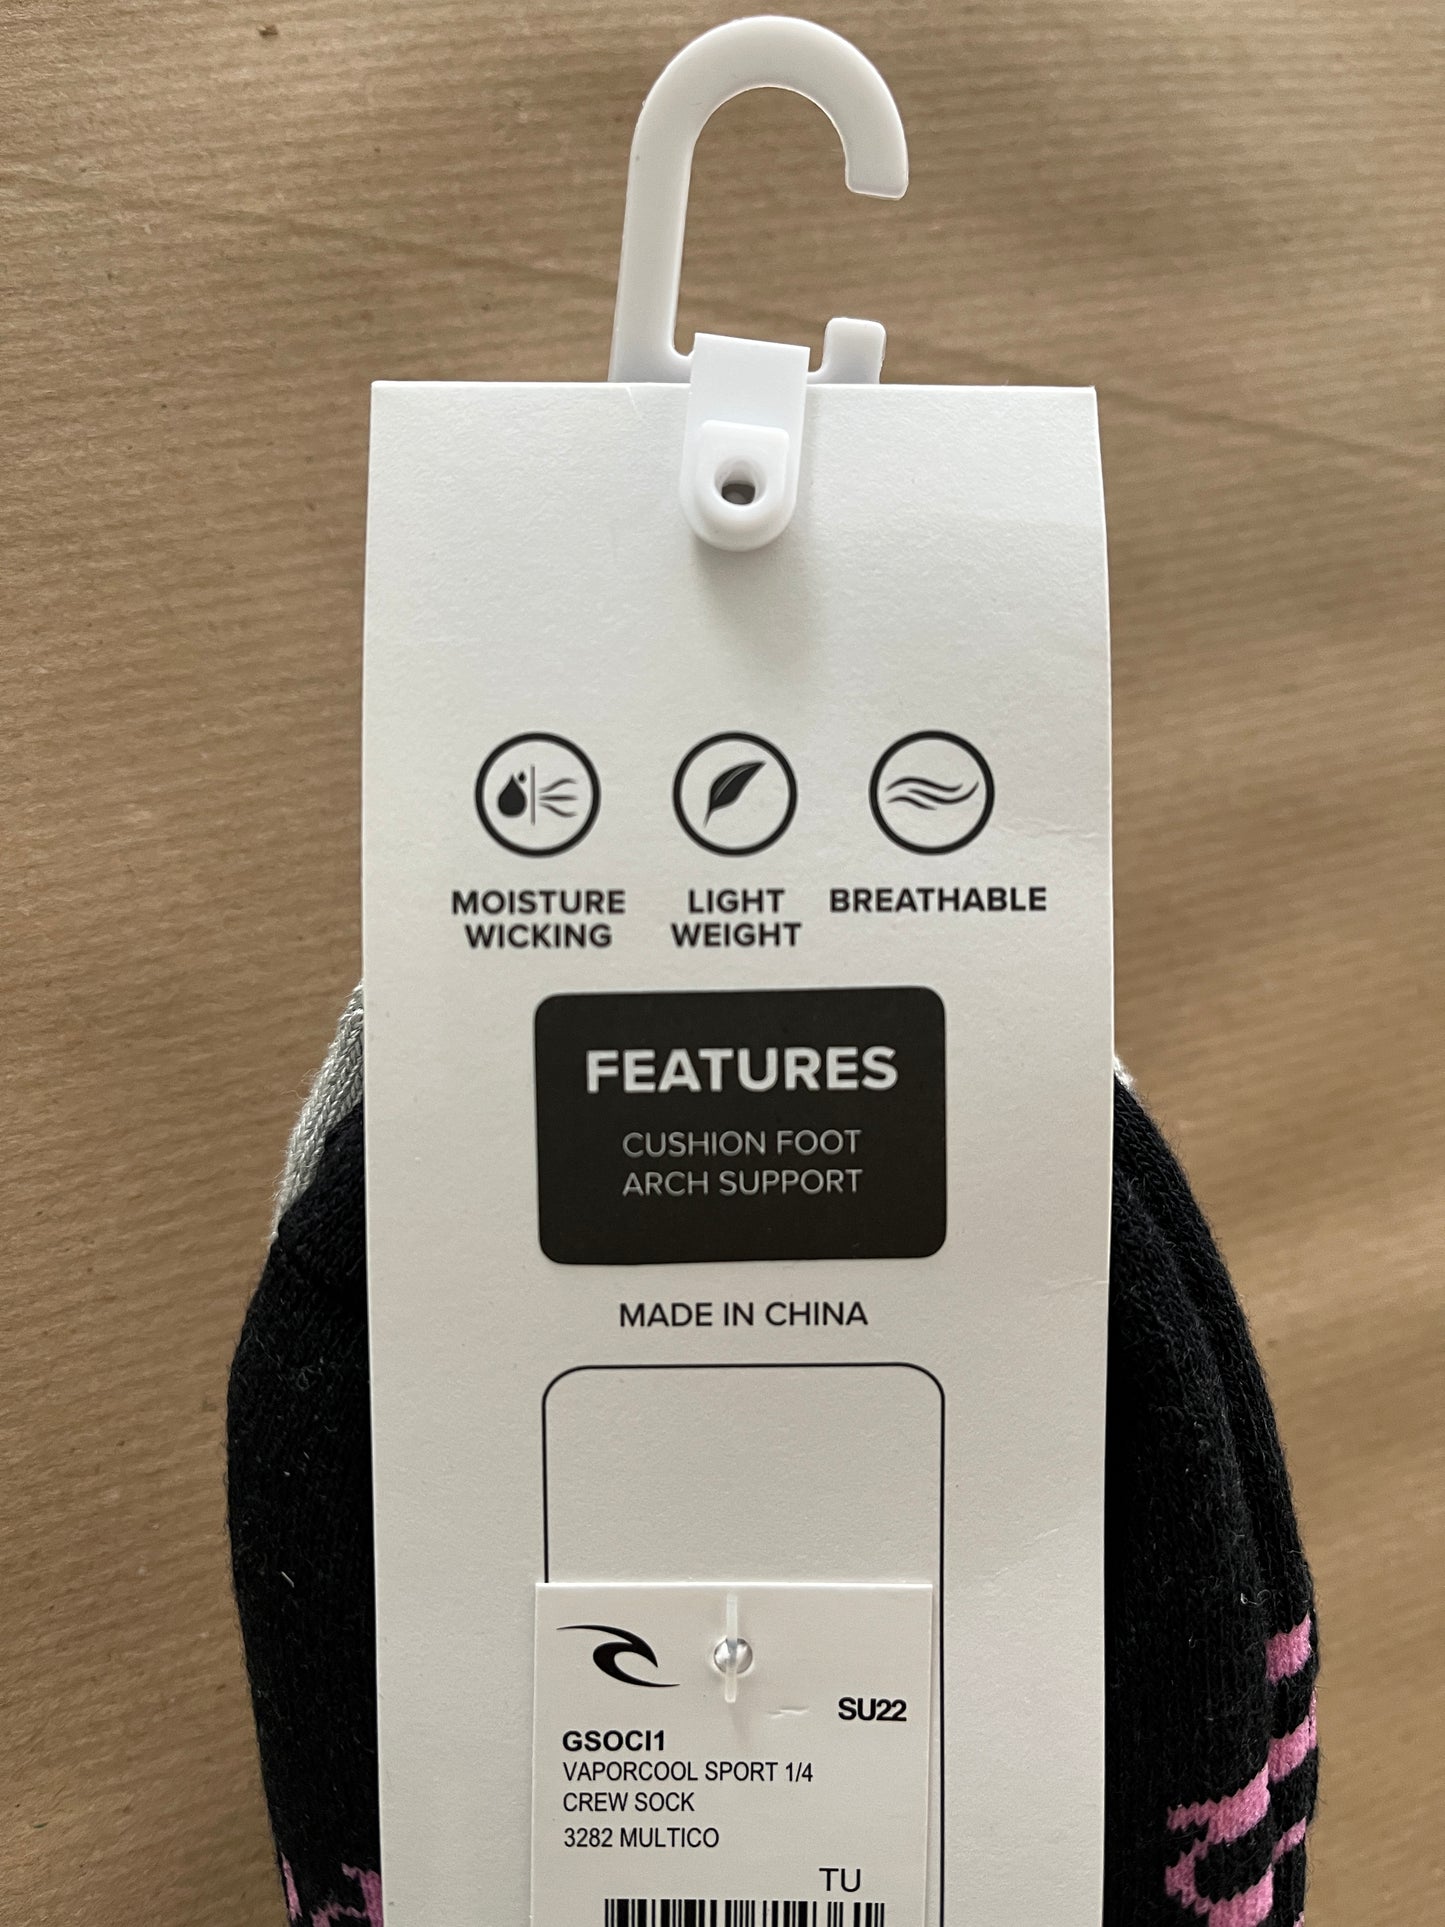 MOISTURE
WICKING
LIGHT
WEIGHT
BREATHABLE
FEATURES
CUSHION FOOT
ARCH SUPPORT
MADE IN CHINA
SU22
GSOCI1
VAPORCOOL SPORT 1/4
CREW SOCK
3282 MULTICO
TU